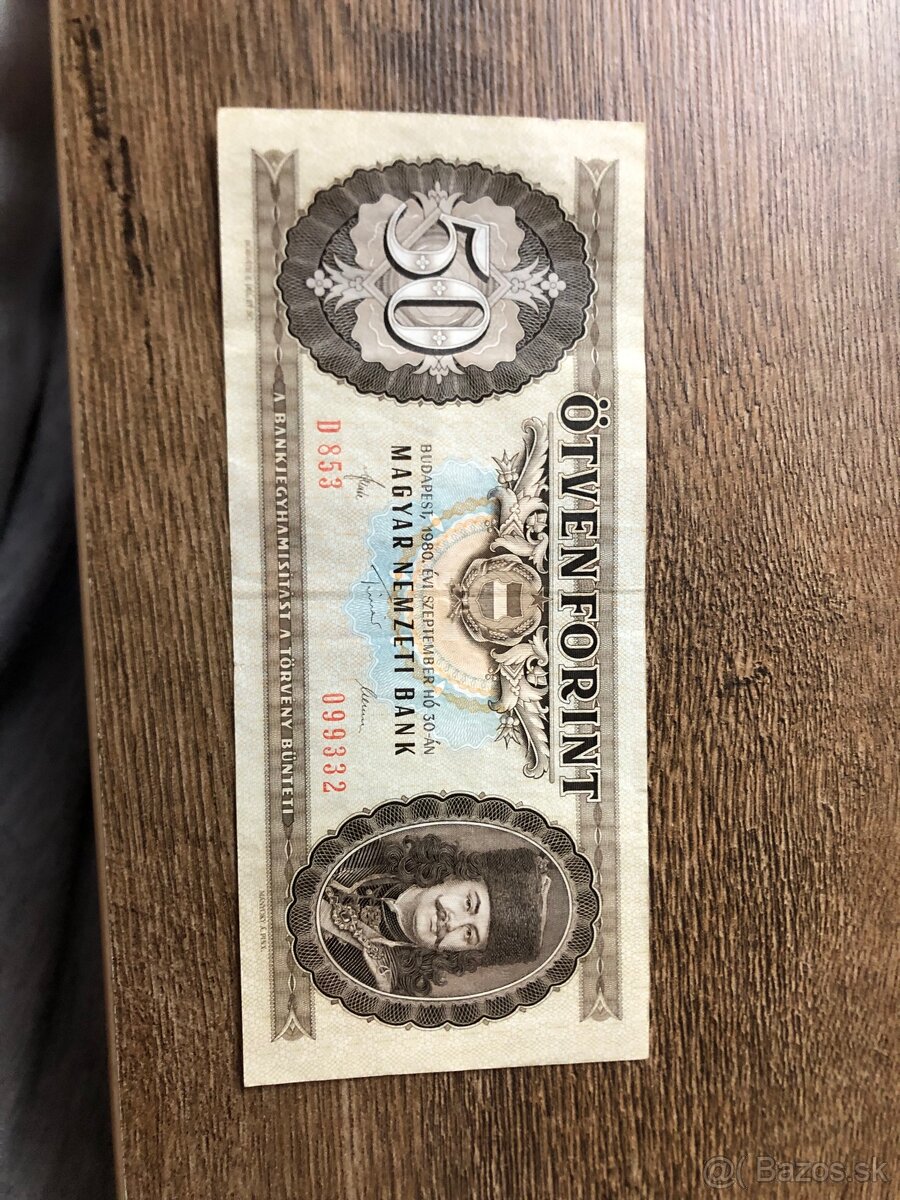 ÖTVEN FORINT
50
BUDAPEST, 1980. ÉVI SZEPTEMBER HÓ 30-ÁN
MAGYAR NEMZETI BANK
D 853
099332
A BANKJEGYHAMISÍTÁST A TÖRVÉNY BÜNTETI
@( Bazos.sk